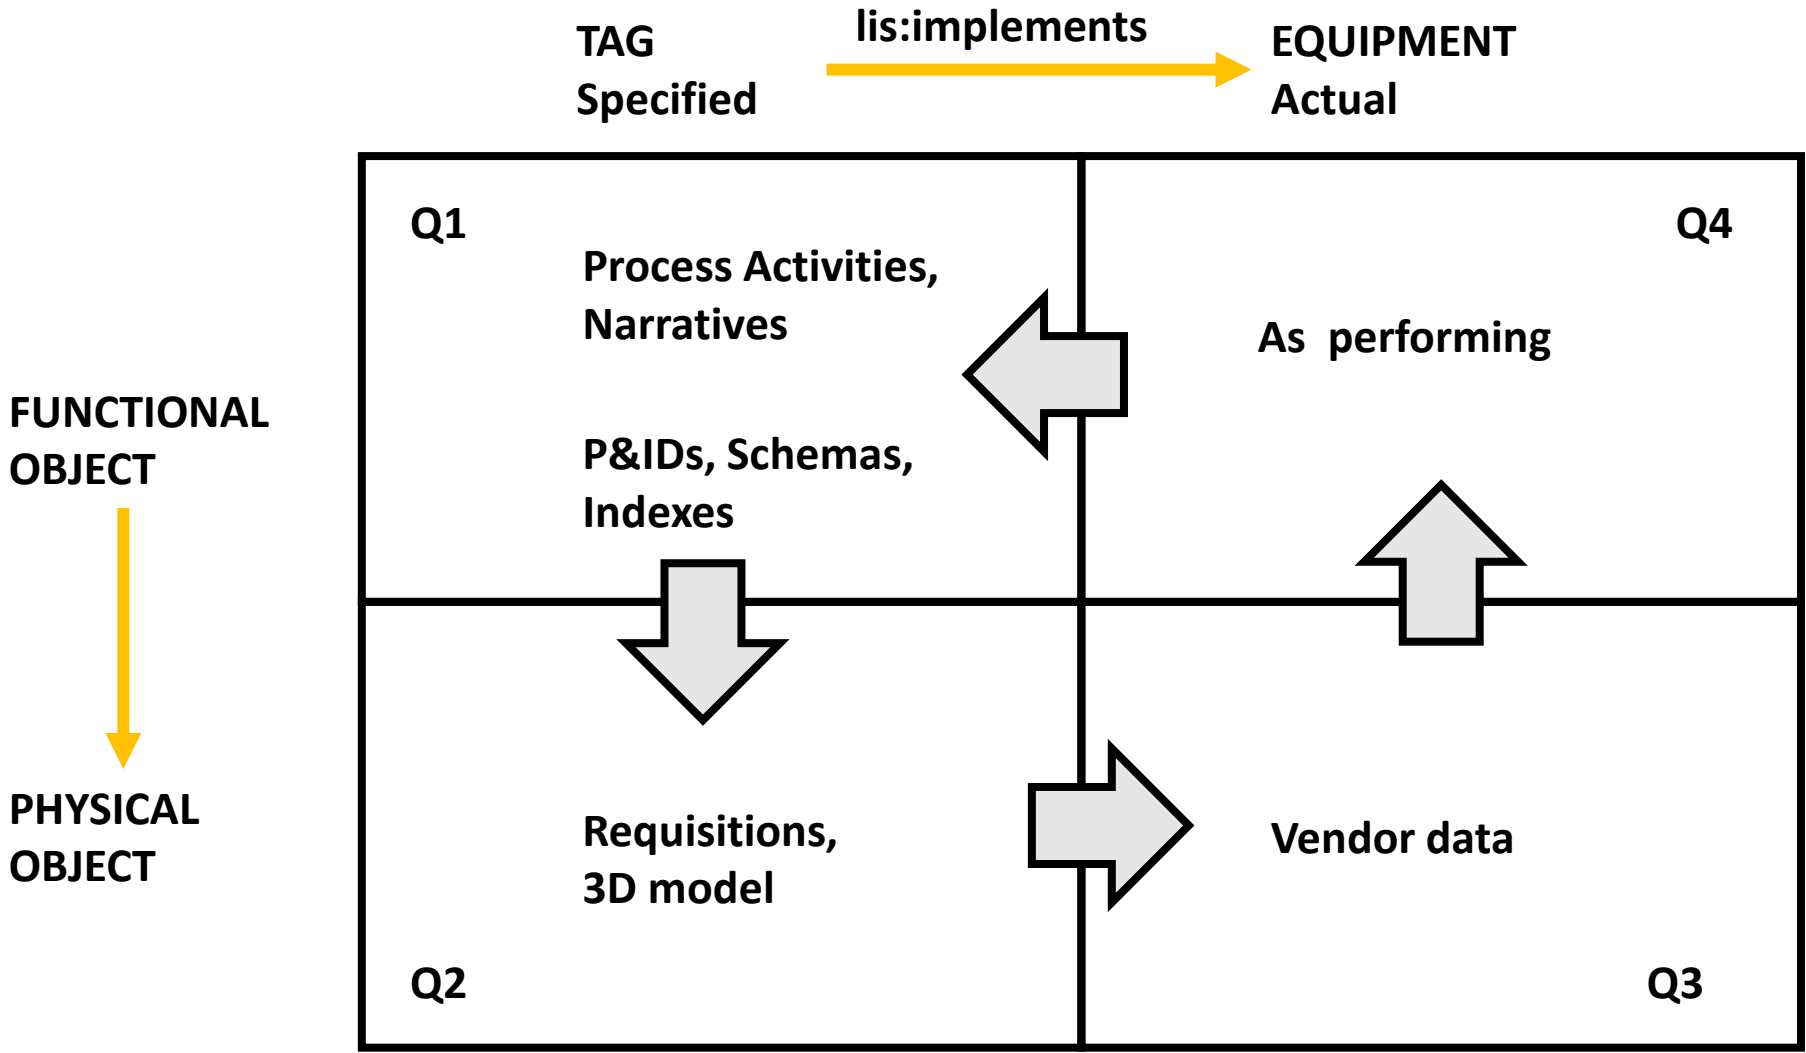 TAG
Specified
lis:implements
EQUIPMENT
Actual
Q1
Process Activities,
Narratives
P&IDs, Schemas,
Indexes
Q4
As  performing
FUNCTIONAL
OBJECT
PHYSICAL
OBJECT
Requisitions,
3D model
Q2
Vendor data
Q3